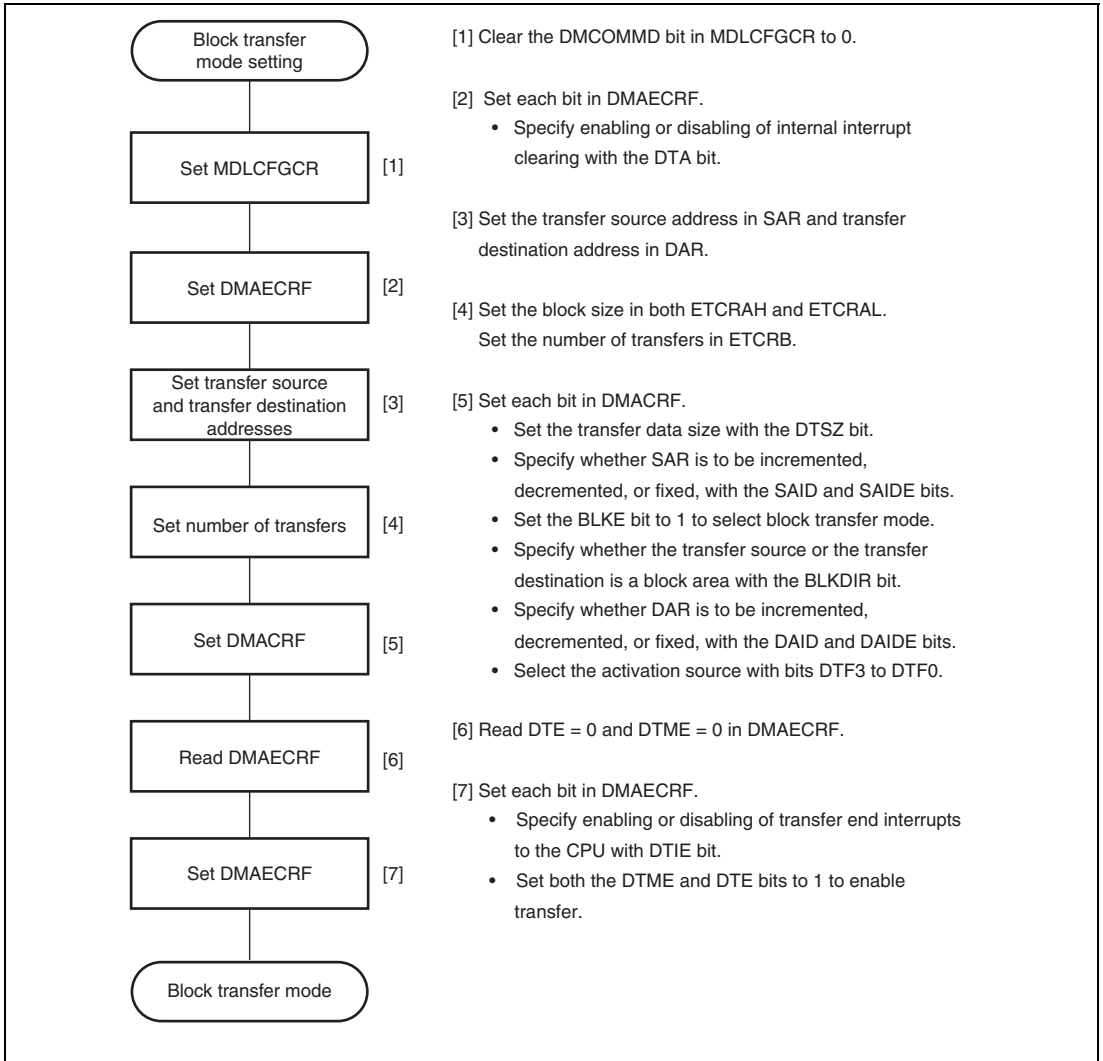 Block transfer
mode setting
Set MDLCFGCR
[1]
Set DMAECRF
[2]
Set transfer source
and transfer destination
addresses
[3]
Set number of transfers
[4]
Set DMACRF
[5]
Read DMAECRF
[6]
Set DMAECRF
[7]
Block transfer mode
[1] Clear the DMCOMMD bit in MDLCFGCR to 0.
[2] Set each bit in DMAECRF.
• Specify enabling or disabling of internal interrupt
clearing with the DTA bit.
[3] Set the transfer source address in SAR and transfer
destination address in DAR.
[4] Set the block size in both ETCRAH and ETCRAL.
Set the number of transfers in ETCRB.
[5] Set each bit in DMACRF.
• Set the transfer data size with the DTSZ bit.
• Specify whether SAR is to be incremented,
decremented, or fixed, with the SAID and SAIDE bits.
• Set the BLKE bit to 1 to select block transfer mode.
• Specify whether the transfer source or the transfer
destination is a block area with the BLKDIR bit.
• Specify whether DAR is to be incremented,
decremented, or fixed, with the DAID and DAIDE bits.
• Select the activation source with bits DTF3 to DTF0.
[6] Read DTE = 0 and DTME = 0 in DMAECRF.
[7] Set each bit in DMAECRF.
• Specify enabling or disabling of transfer end interrupts
to the CPU with DTIE bit.
• Set both the DTME and DTE bits to 1 to enable
transfer.